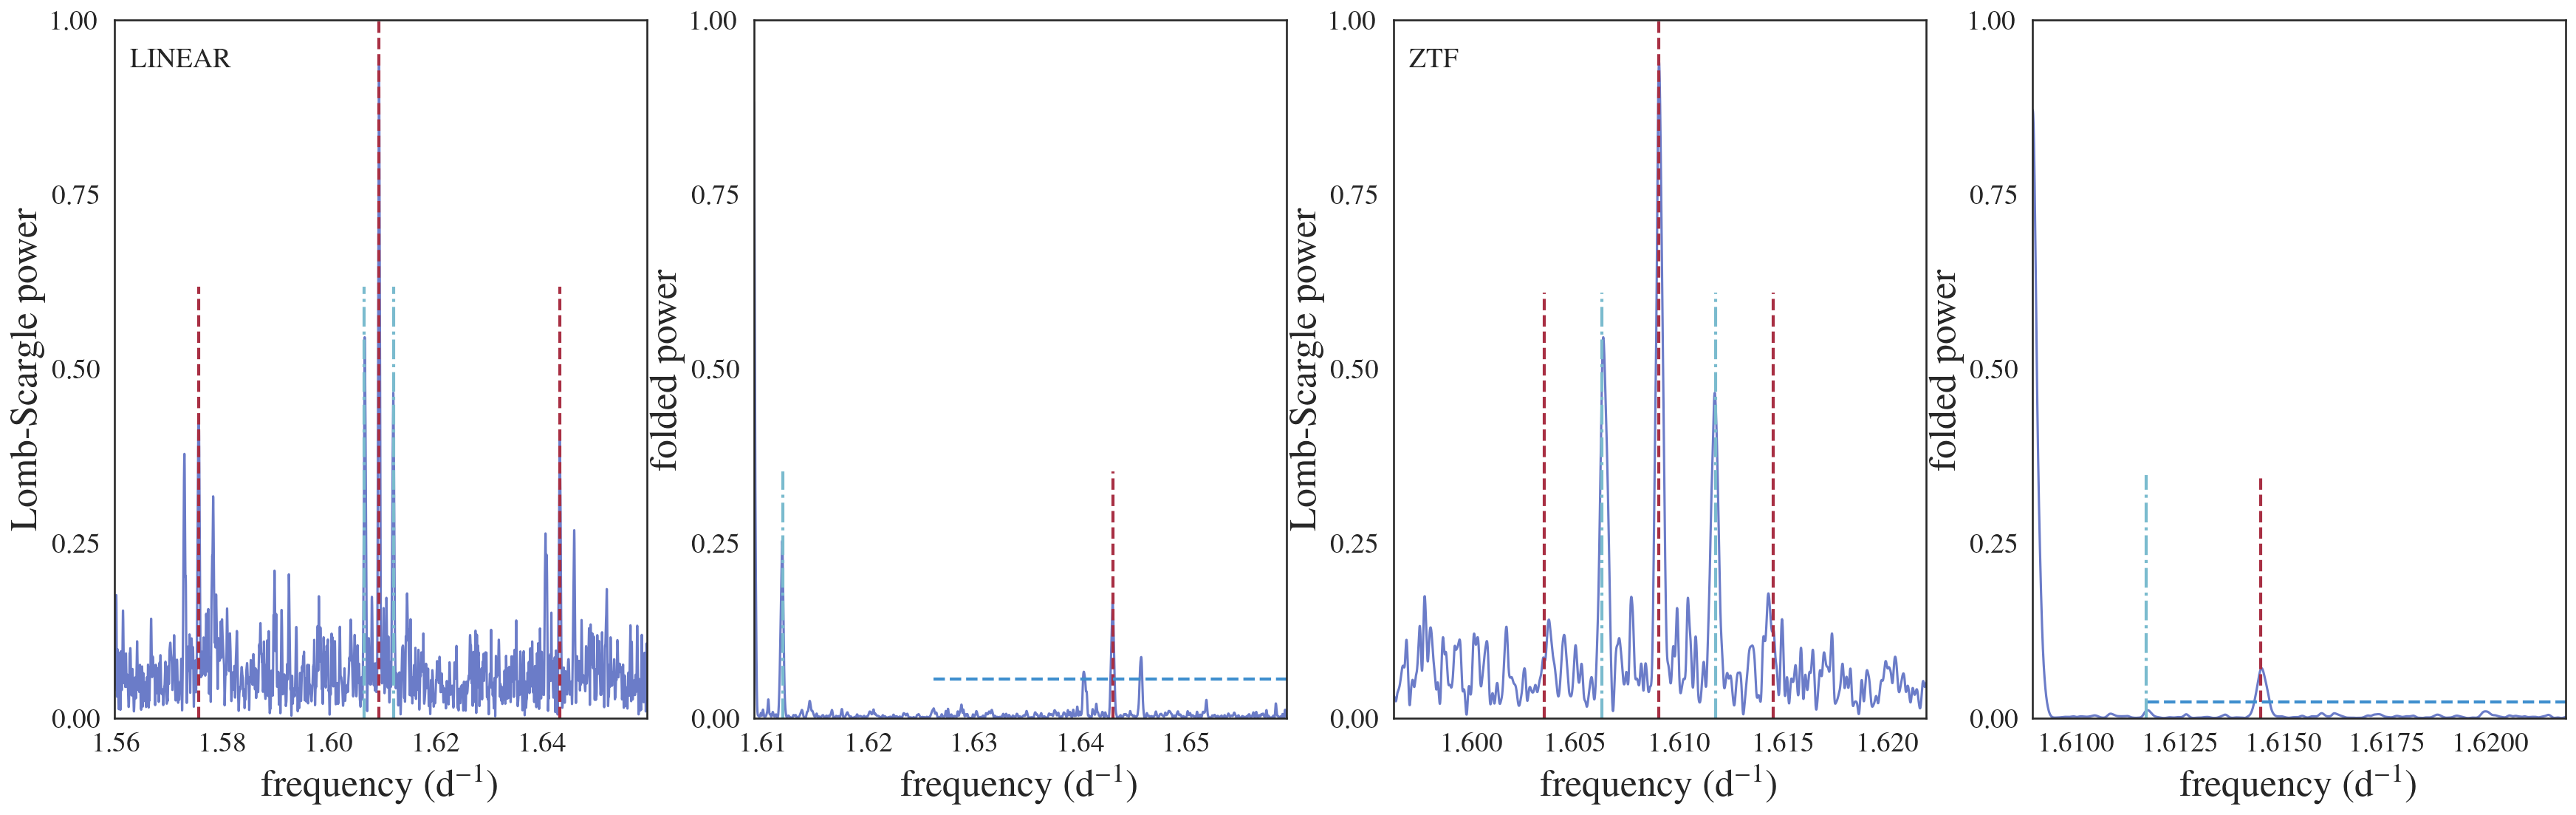 Lomb-Scargle power
1.00
0.75
0.50
0.25
0.00
LINEAR
1.56 1.58 1.60 1.62 1.64
frequency (d⁻¹)
folded power
1.00
0.75
0.50
0.25
0.00
1.61 1.62 1.63 1.64 1.65
frequency (d⁻¹)
Lomb-Scargle power
1.00
0.75
0.50
0.25
0.00
ZTF
1.600 1.605 1.610 1.615 1.620
frequency (d⁻¹)
folded power
1.00
0.75
0.50
0.25
0.00
1.6100 1.6125 1.6150 1.6175 1.6200
frequency (d⁻¹)